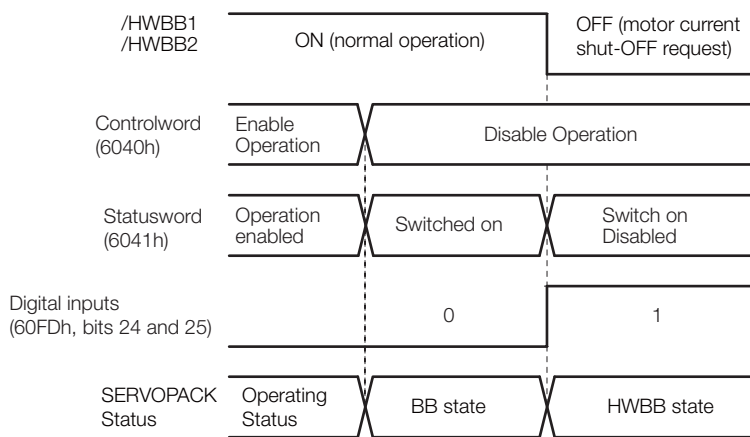 /HWBB1
/HWBB2
ON (normal operation)
OFF (motor current
shut-OFF request)
Controlword
(6040h)
Enable
Operation
Disable Operation
Statusword
(6041h)
Operation
enabled
Switched on
Switch on
Disabled
Digital inputs
(60FDh, bits 24 and 25)
0
1
SERVOPACK
Status
Operating
Status
BB state
HWBB state